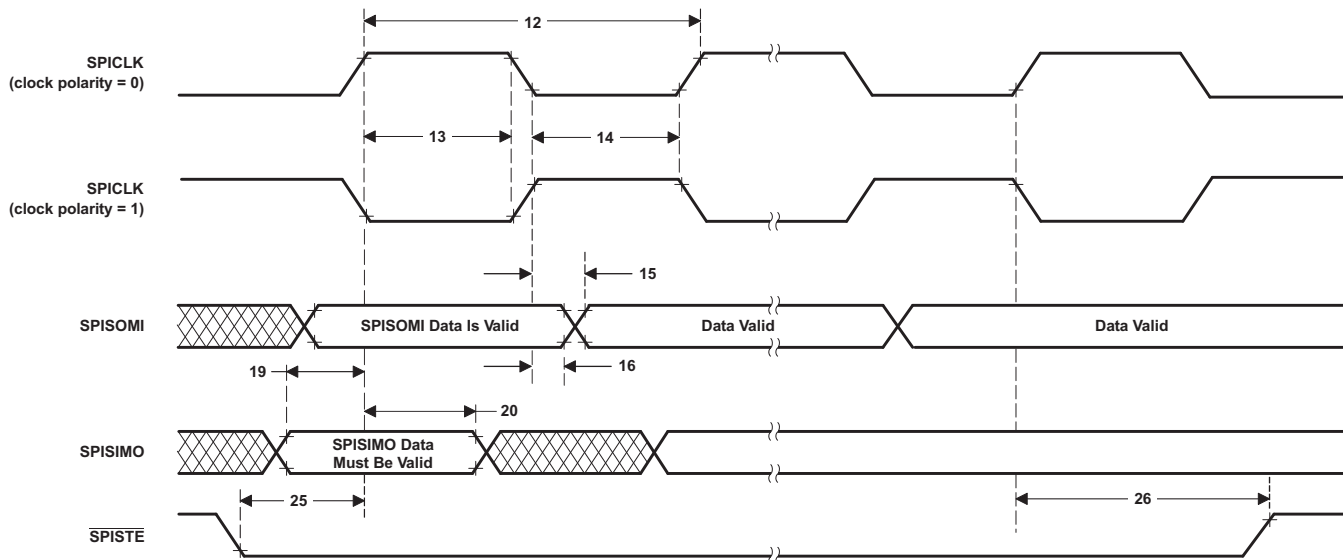 12
SPICLK
(clock polarity = 0)
13
14
SPICLK
(clock polarity = 1)
15
SPISOMI
SPISOMI Data Is Valid
Data Valid
Data Valid
19
16
20
SPISIMO
SPISIMO Data
Must Be Valid
25
26
SPISTE